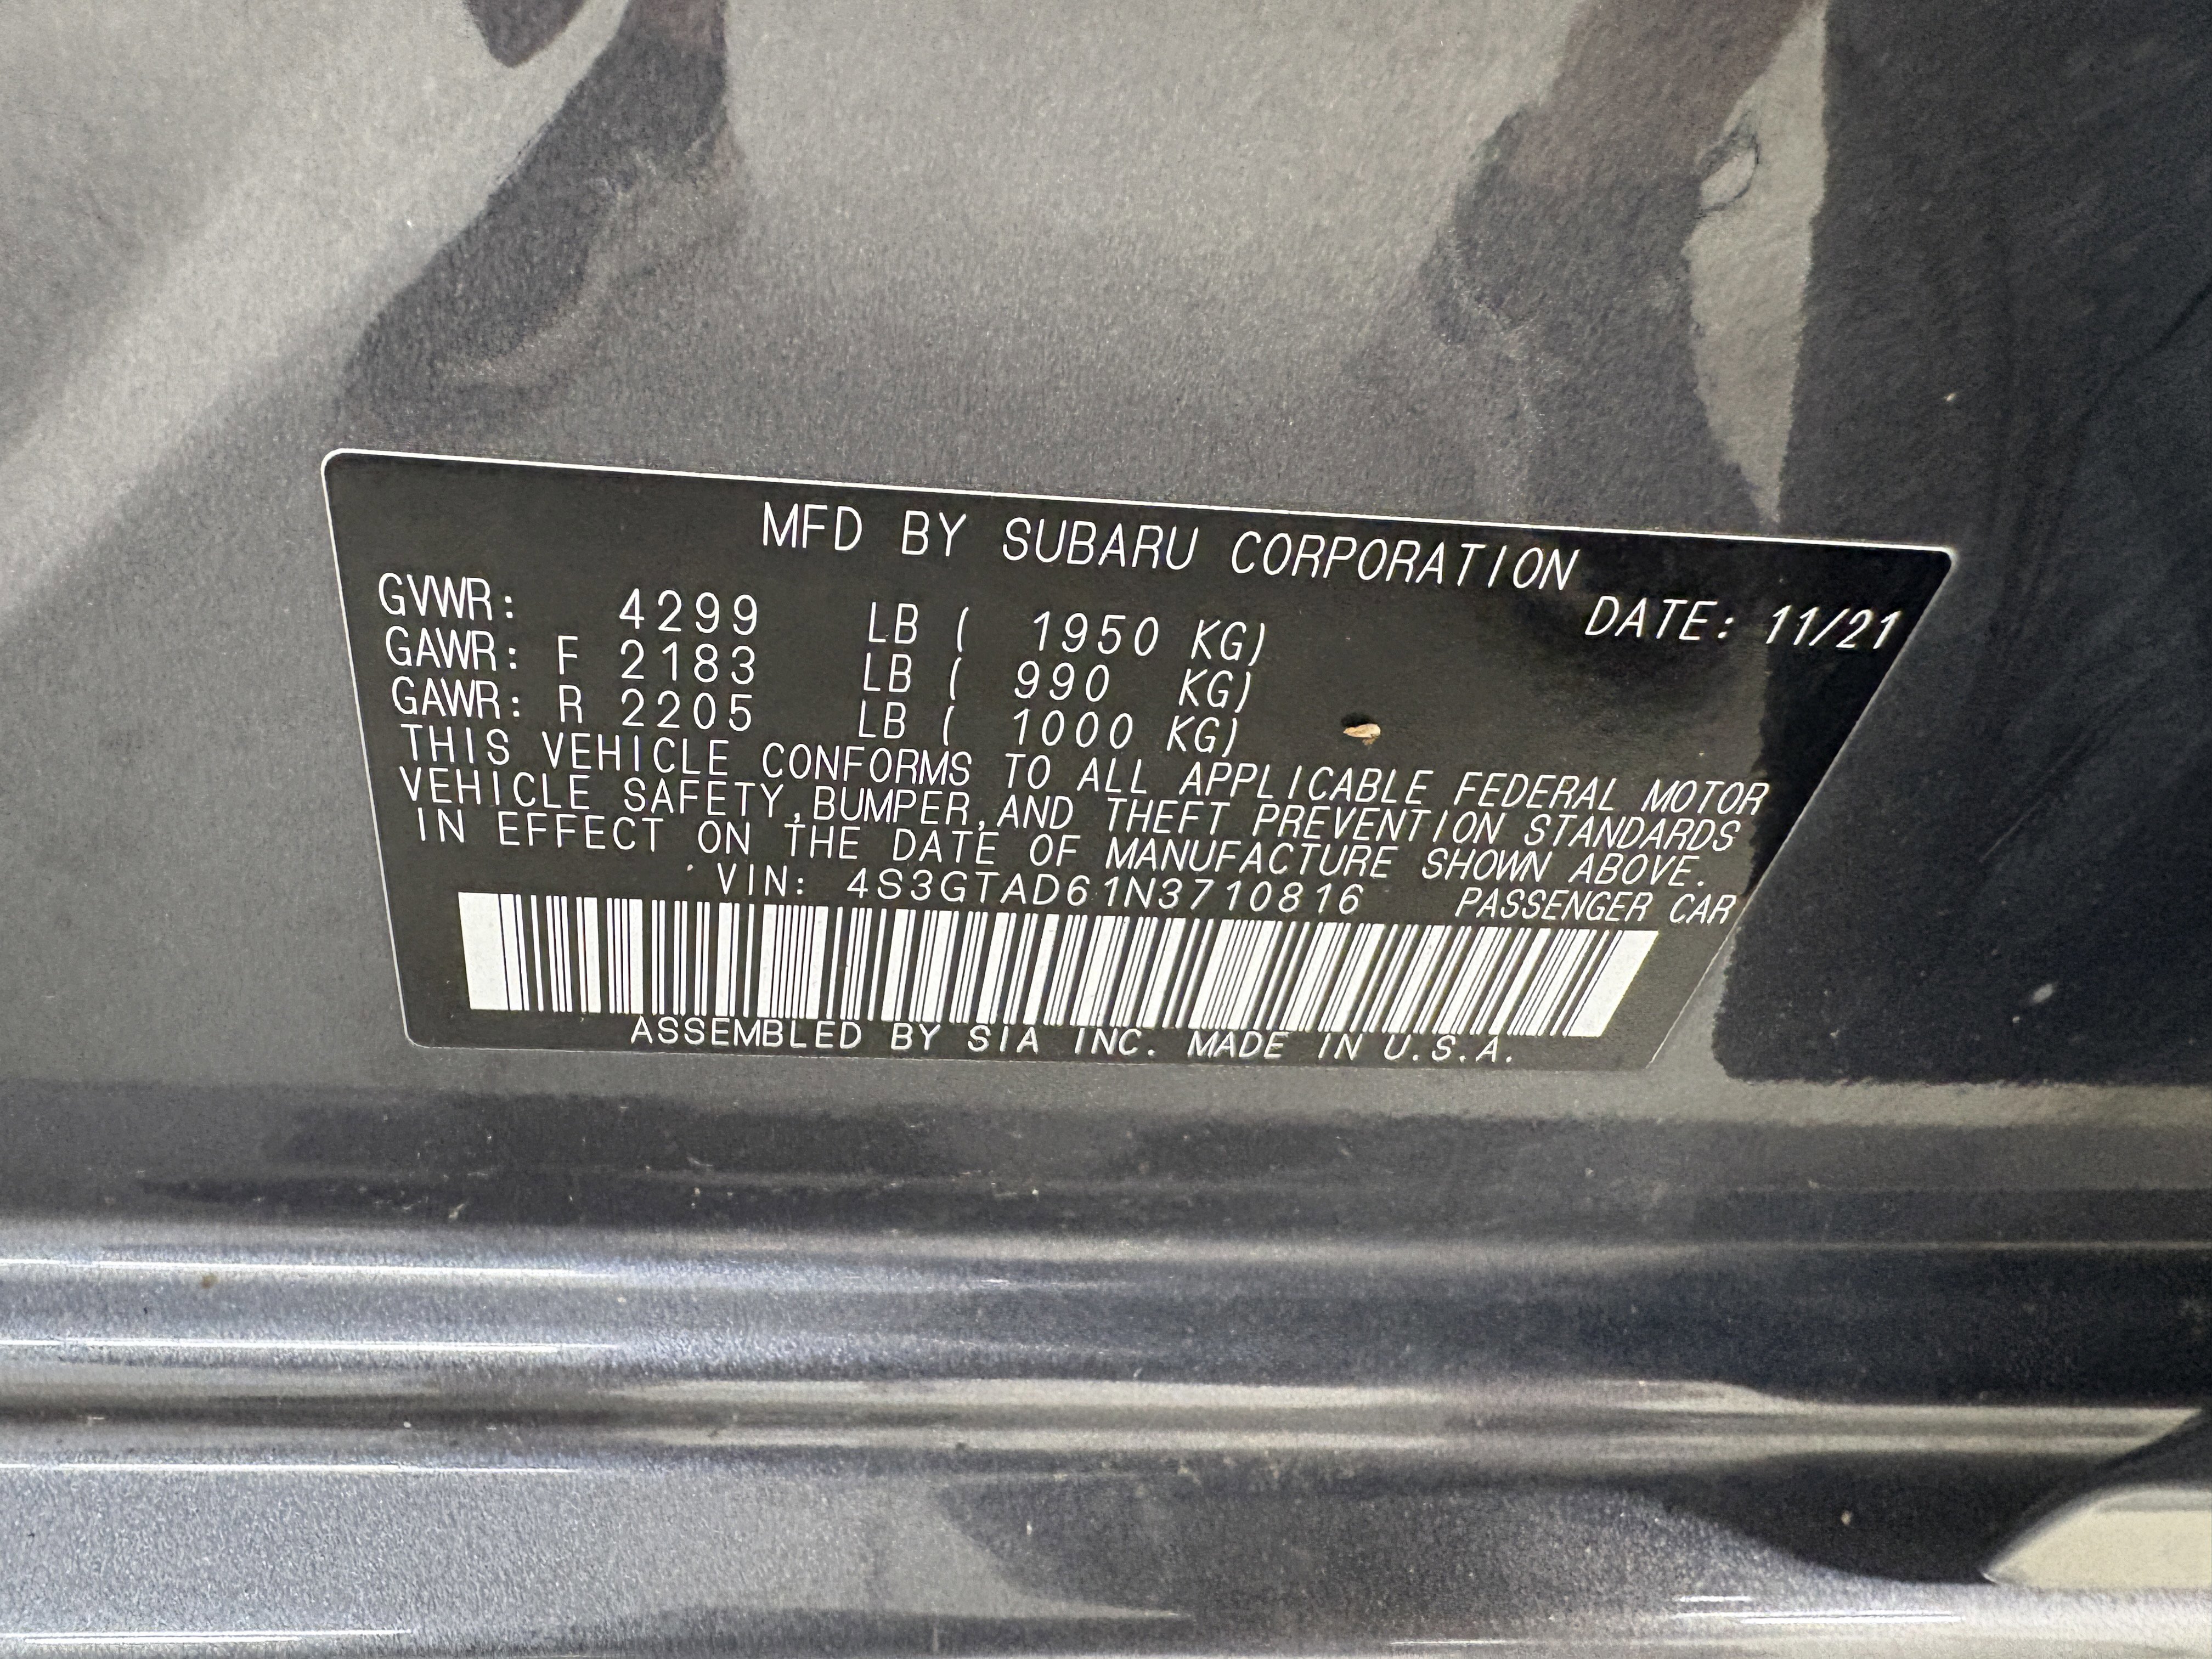 MFD BY SUBARU CORPORATION
DATE: 11/21
GVWR: 4299 LB ( 1950 KG)
GAWR: F 2183 LB ( 990 KG)
GAWR: R 2205 LB ( 1000 KG)
THIS VEHICLE CONFORMS TO ALL APPLICABLE FEDERAL MOTOR
VEHICLE SAFETY,BUMPER,AND THEFT PREVENTION STANDARDS
IN EFFECT ON THE DATE OF MANUFACTURE SHOWN ABOVE.
VIN: 4S3GTAD61N3710816 PASSENGER CAR
ASSEMBLED BY SIA INC. MADE IN U.S.A.